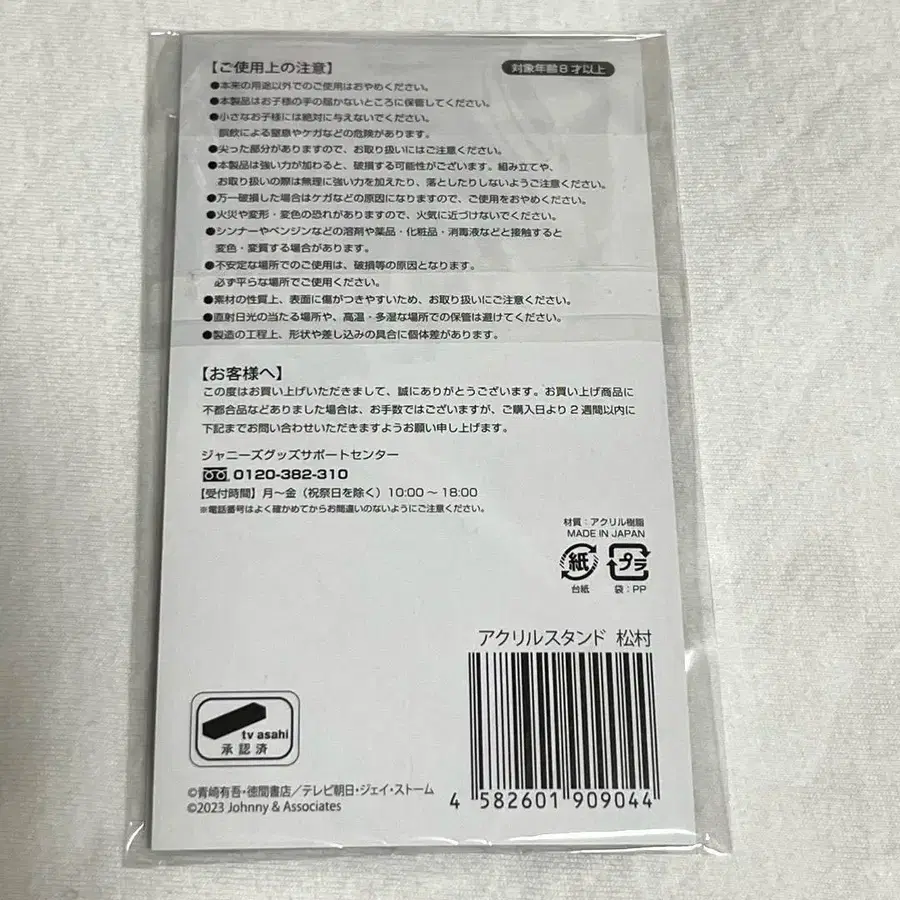 【ご使用上の注意】
対象年齢8才以上
●本来の用途以外でのご使用はおやめください。
●本製品はお子様の手の届かないところに保管してください。
●小さなお子様には絶対に与えないでください。
誤飲による窒息やケガなどの危険があります。
●尖った部分がありますので、お取り扱いにはご注意ください。
●本製品は強い力が加わると、破損する可能性がございます。組み立てや、
お取り扱いの際は無理に強い力を加えたり、落としたりしないようご注意ください。
●万一破損した場合はケガなどの原因になりますので、ご使用をおやめください。
●火災や変形・変色の恐れがありますので、火気に近づけないでください。
●シンナーやベンジンなどの溶剤や薬品・化粧品・消毒液などと接触すると
変色・変質する場合があります。
●不安定な場所でのご使用は、破損等の原因となります。
必ず平らな場所でご使用ください。
●素材の性質上、表面に傷がつきやすいため、お取り扱いにご注意ください。
●直射日光の当たる場所や、高温・多湿な場所での保管は避けてください。
●製造の工程上、形状や差し込みの具合に個体差があります。
【お客様へ】
この度はお買い上げいただきまして、誠にありがとうございます。お買い上げ商品に
不都合品などありました場合は、お手数ではございますが、ご購入日より2週間以内に
下記までお問い合わせいただきますようお願い申し上げます。
ジャニーズグッズサポートセンター
0120-382-310
【受付時間】月〜金（祝祭日を除く）10:00〜18:00
※電話番号はよく確かめてからお間違いのないようにご注意ください。
材質：アクリル樹脂
MADE IN JAPAN
紙 プラ
台紙 袋：PP
アクリルスタンド 松村
tv asahi
承認済
©青崎有吾・徳間書店／テレビ朝日・ジェイ・ストーム
©2023 Johnny & Associates
4 582601 909044